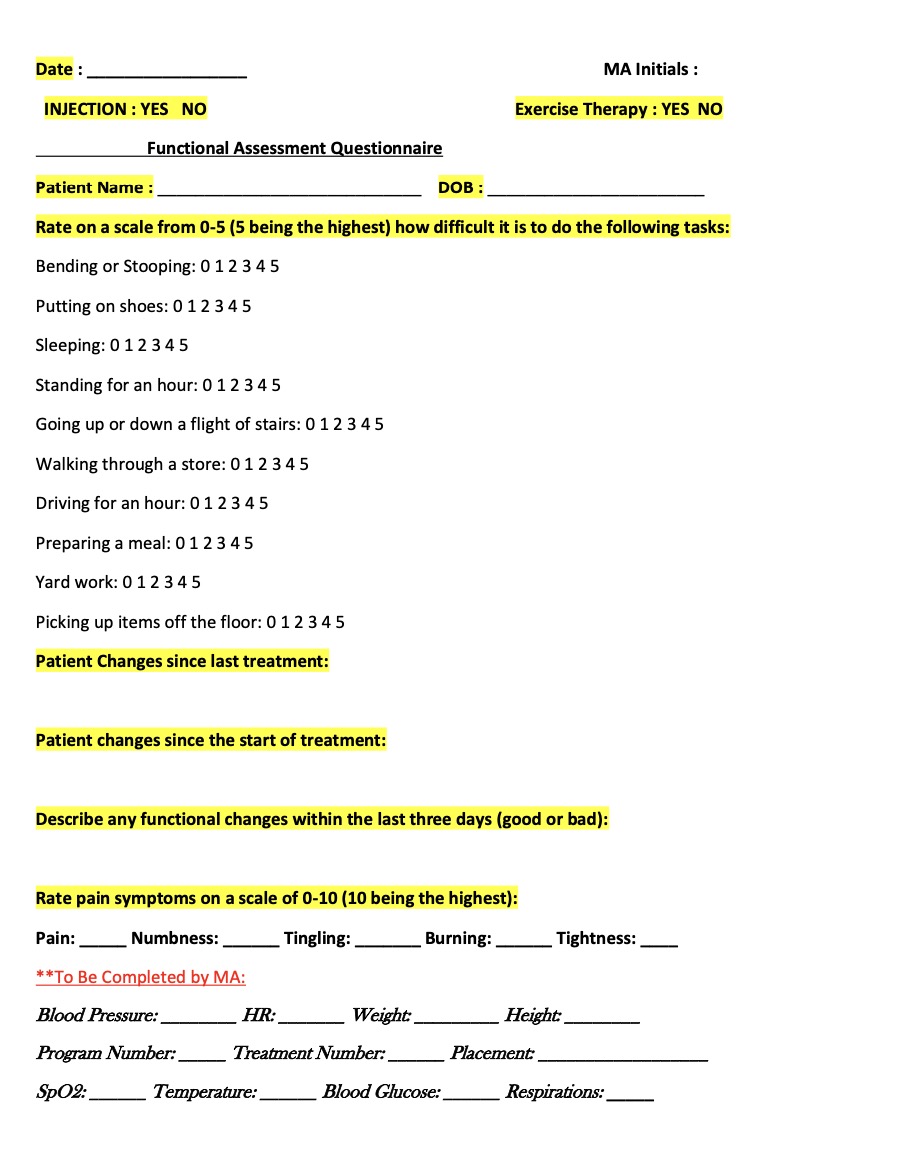 Date : _________________ MA Initials :
INJECTION : YES NO Exercise Therapy : YES NO
Functional Assessment Questionnaire
Patient Name : ____________________________ DOB : _______________________
Rate on a scale from 0-5 (5 being the highest) how difficult it is to do the following tasks:
Bending or Stooping: 0 1 2 3 4 5
Putting on shoes: 0 1 2 3 4 5
Sleeping: 0 1 2 3 4 5
Standing for an hour: 0 1 2 3 4 5
Going up or down a flight of stairs: 0 1 2 3 4 5
Walking through a store: 0 1 2 3 4 5
Driving for an hour: 0 1 2 3 4 5
Preparing a meal: 0 1 2 3 4 5
Yard work: 0 1 2 3 4 5
Picking up items off the floor: 0 1 2 3 4 5
Patient Changes since last treatment:
Patient changes since the start of treatment:
Describe any functional changes within the last three days (good or bad):
Rate pain symptoms on a scale of 0-10 (10 being the highest):
Pain: _____ Numbness: ______ Tingling: _______ Burning: ______ Tightness: ____
**To Be Completed by MA:
Blood Pressure: ________ HR: _______ Weight: _________ Height: ________
Program Number: _____ Treatment Number: ______ Placement: __________________
SpO2: ______ Temperature: ______ Blood Glucose: ______ Respirations: _____